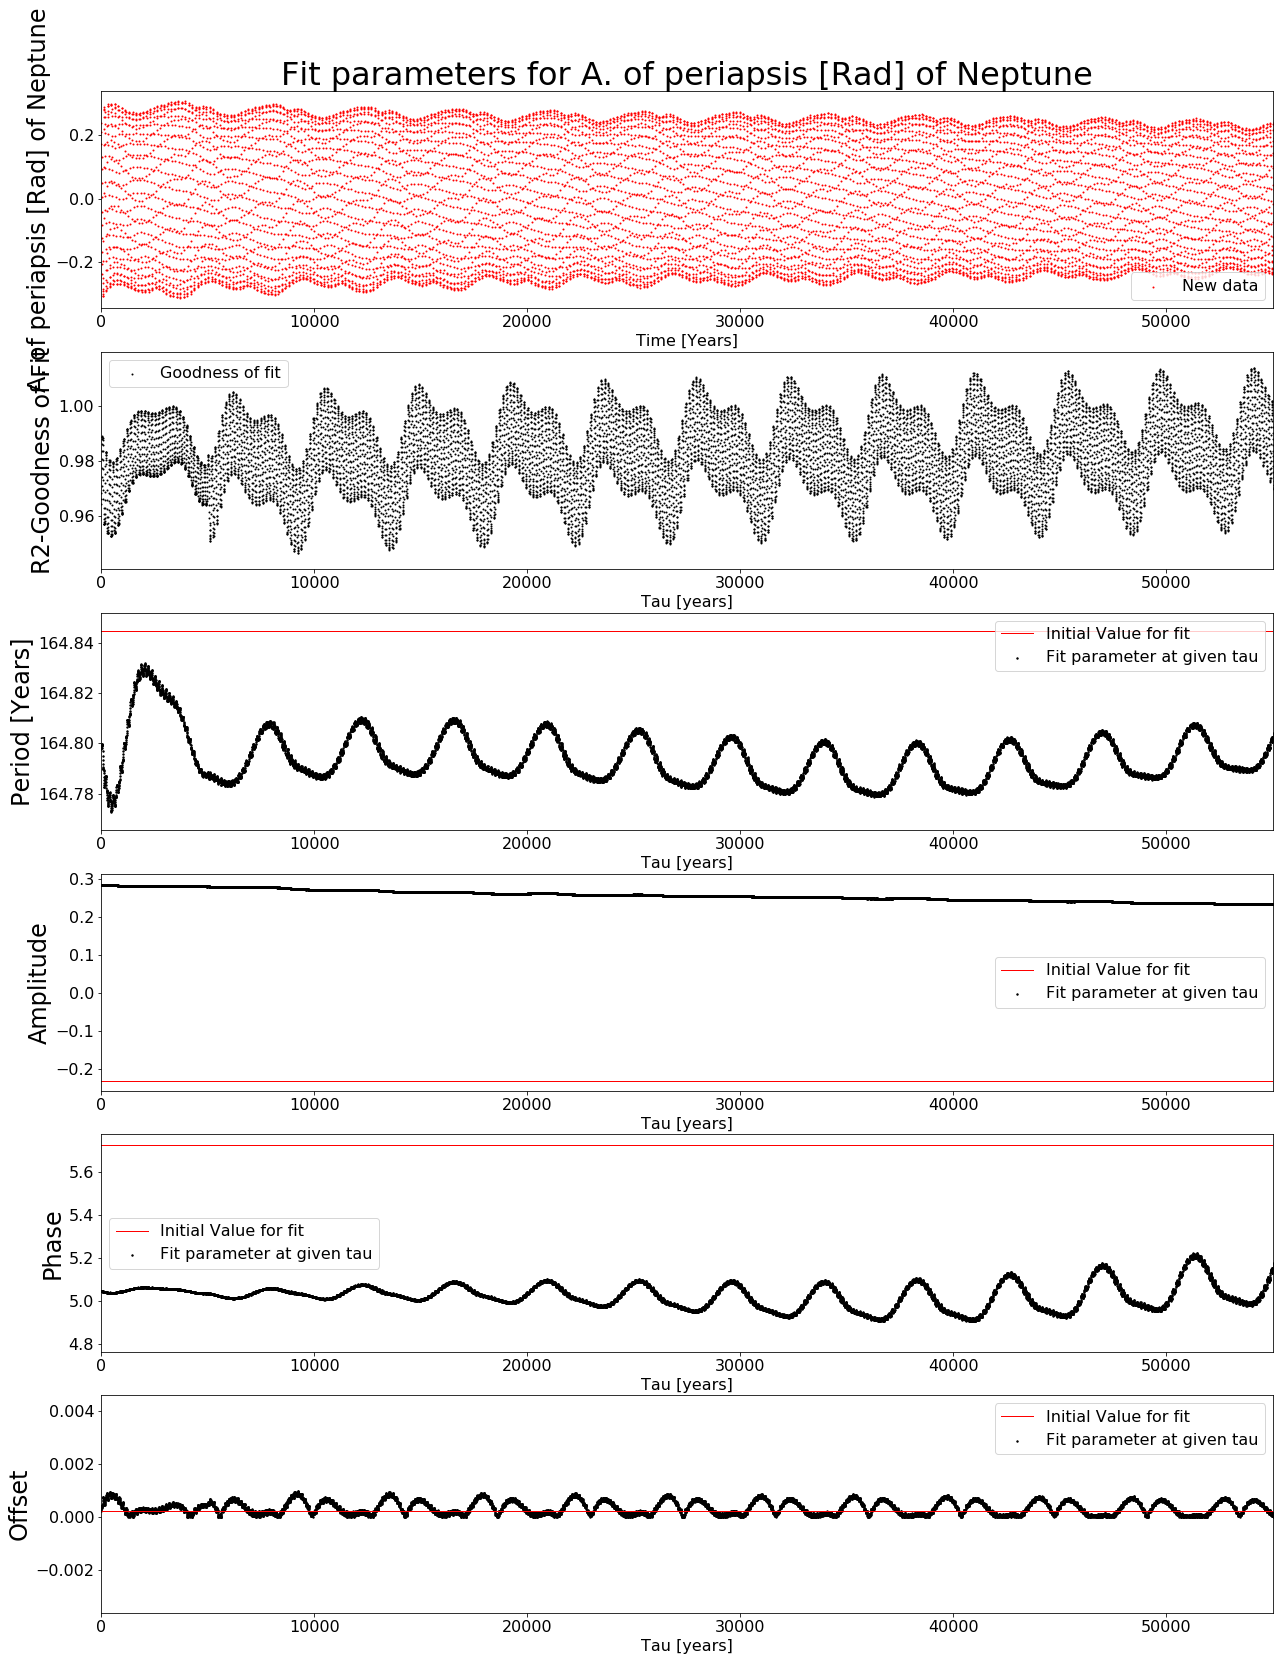 Fit parameters for A. of periapsis [Rad] of Neptune
A. of periapsis [Rad] of Neptune
0.2
0.0
−0.2
New data
0 10000 20000 30000 40000 50000
Time [Years]
R2-Goodness of Fit
1.00
0.98
0.96
Goodness of fit
0 10000 20000 30000 40000 50000
Tau [years]
Period [Years]
164.84
164.82
164.80
164.78
Initial Value for fit
Fit parameter at given tau
0 10000 20000 30000 40000 50000
Tau [years]
Amplitude
0.3
0.2
0.1
0.0
−0.1
−0.2
Initial Value for fit
Fit parameter at given tau
0 10000 20000 30000 40000 50000
Tau [years]
Phase
5.6
5.4
5.2
5.0
4.8
Initial Value for fit
Fit parameter at given tau
0 10000 20000 30000 40000 50000
Tau [years]
Offset
0.004
0.002
0.000
−0.002
Initial Value for fit
Fit parameter at given tau
0 10000 20000 30000 40000 50000
Tau [years]